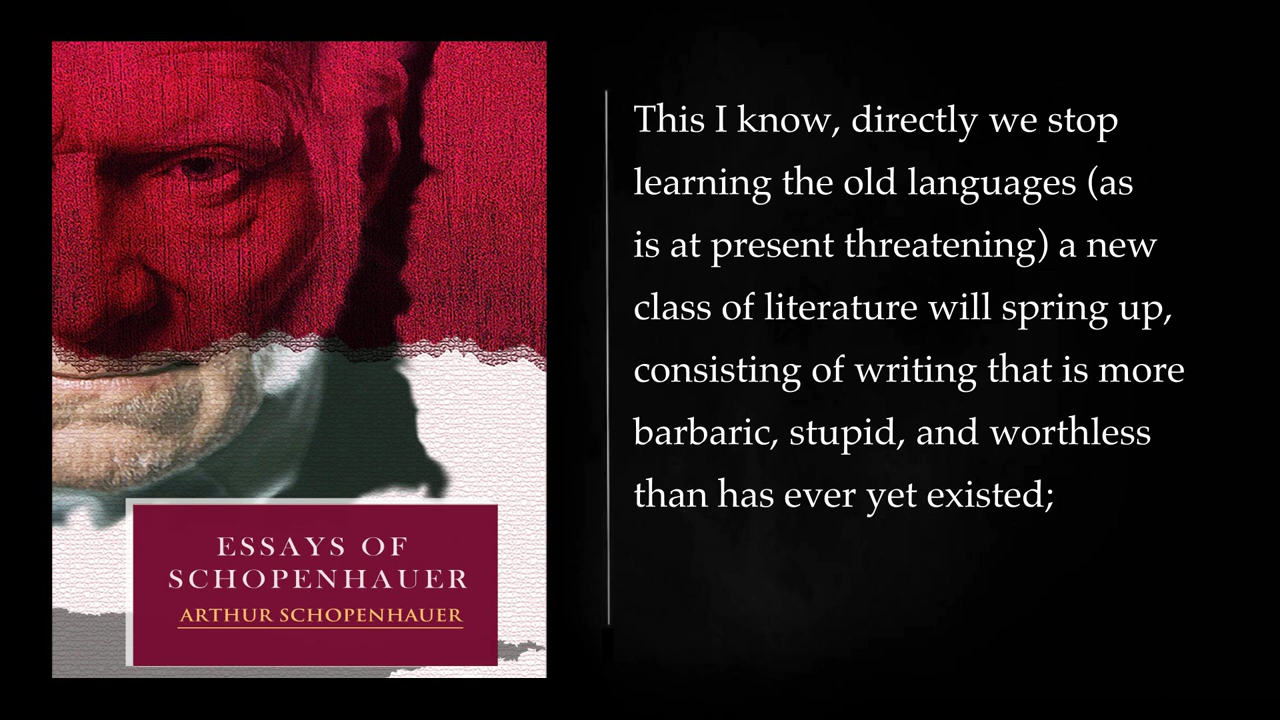 ESSAYS OF
SCHOPENHAUER
ARTHUR SCHOPENHAUER
This I know, directly we stop
learning the old languages (as
is at present threatening) a new
class of literature will spring up,
consisting of writing that is more
barbaric, stupid, and worthless
than has ever yet existed;